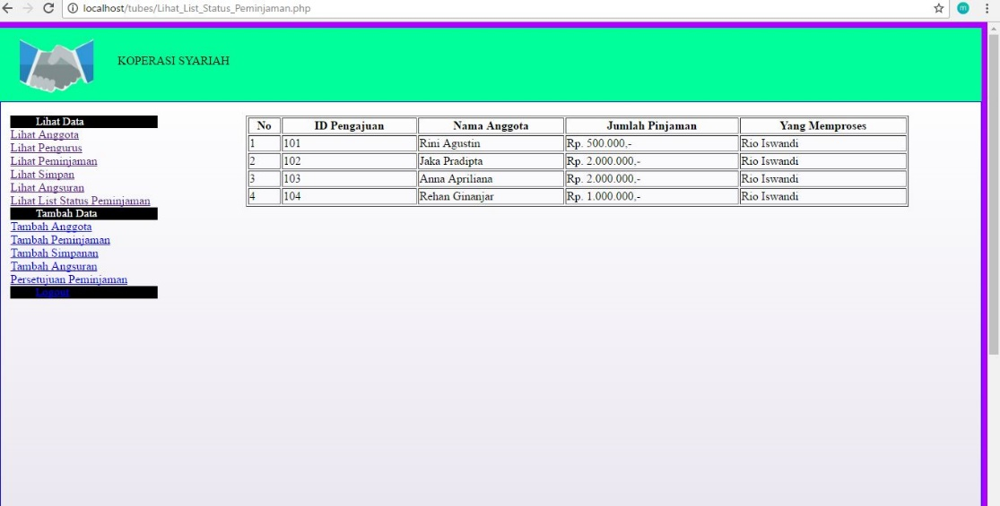 localhost/tubes/Lihat_List_Status_Peminjaman.php
m
KOPERASI SYARIAH
Lihat Data
Lihat Anggota
Lihat Pengurus
Lihat Peminjaman
Lihat Simpan
Lihat Angsuran
Lihat List Status Peminjaman
Tambah Data
Tambah Anggota
Tambah Peminjaman
Tambah Simpanan
Tambah Angsuran
Persetujuan Peminjaman
Logout
No ID Pengajuan Nama Anggota Jumlah Pinjaman Yang Memproses
1 101 Rini Agustin Rp. 500.000,- Rio Iswandi
2 102 Jaka Pradipta Rp. 2.000.000,- Rio Iswandi
3 103 Anna Apriliana Rp. 2.000.000,- Rio Iswandi
4 104 Rehan Ginanjar Rp. 1.000.000,- Rio Iswandi